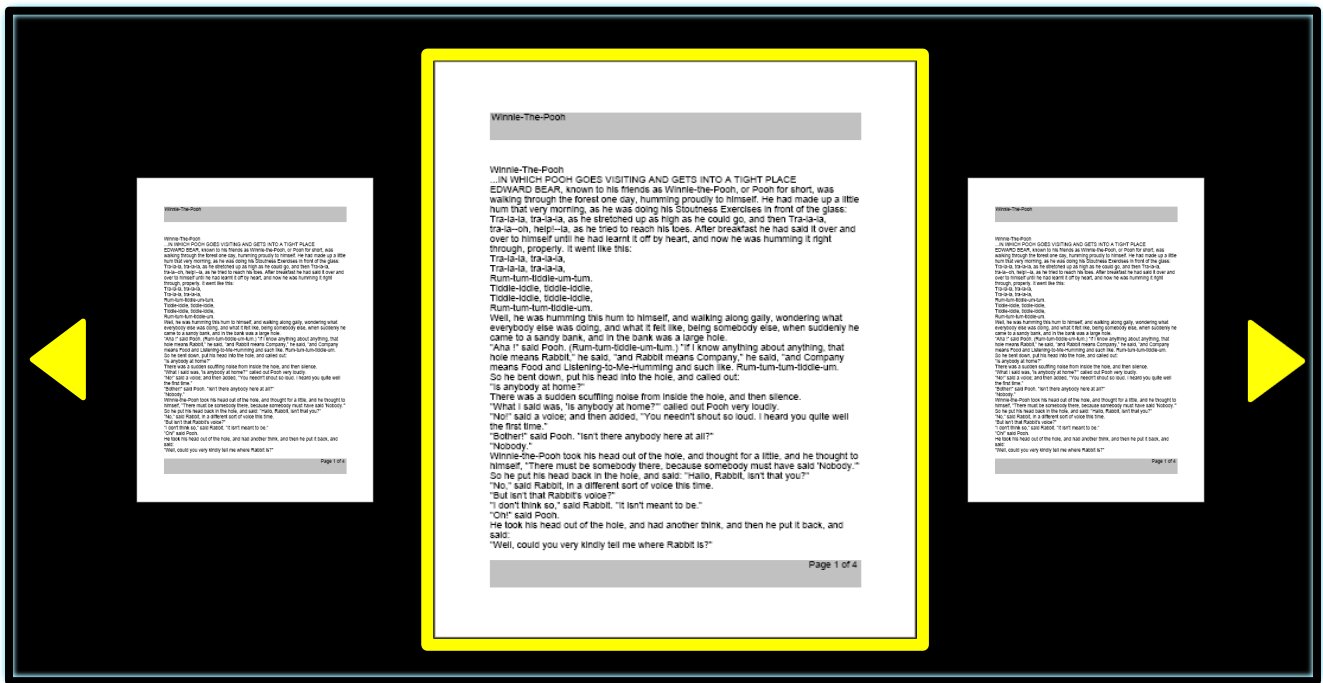 Winnie-The-Pooh
Winnie-The-Pooh
...IN WHICH POOH GOES VISITING AND GETS INTO A TIGHT PLACE
EDWARD BEAR, known to his friends as Winnie-the-Pooh, or Pooh for short, was
walking through the forest one day, humming proudly to himself. He had made up a little
hum that very morning, as he was doing his Stoutness Exercises in front of the glass:
Tra-la-la, tra-la-la, as he stretched up as high as he could go, and then Tra-la-la,
tra-la--oh, help!--la, as he tried to reach his toes. After breakfast he had said it over and
over to himself until he had learnt it off by heart, and now he was humming it right
through, properly. It went like this:
Tra-la-la, tra-la-la,
Tra-la-la, tra-la-la,
Rum-tum-tiddle-um-tum.
Tiddle-iddle, tiddle-iddle,
Tiddle-iddle, tiddle-iddle,
Rum-tum-tum-tiddle-um.
Well, he was humming this hum to himself, and walking along gaily, wondering what
everybody else was doing, and what it felt like, being somebody else, when suddenly he
came to a sandy bank, and in the bank was a large hole.
"Aha !" said Pooh. (Rum-tum-tiddle-um-tum.) "If I know anything about anything, that
hole means Rabbit," he said, "and Rabbit means Company," he said, "and Company
means Food and Listening-to-Me-Humming and such like. Rum-tum-tum-tiddle-um.
So he bent down, put his head into the hole, and called out:
"Is anybody at home?"
There was a sudden scuffling noise from inside the hole, and then silence.
"What I said was, 'Is anybody at home?'" called out Pooh very loudly.
"No!" said a voice; and then added, "You needn't shout so loud. I heard you quite well
the first time."
"Bother!" said Pooh. "Isn't there anybody here at all?"
"Nobody."
Winnie-the-Pooh took his head out of the hole, and thought for a little, and he thought to
himself, "There must be somebody there, because somebody must have said 'Nobody.'"
So he put his head back in the hole, and said: "Hallo, Rabbit, isn't that you?"
"No," said Rabbit, in a different sort of voice this time.
"But isn't that Rabbit's voice?"
"I don't think so," said Rabbit. "It isn't meant to be."
"Oh!" said Pooh.
He took his head out of the hole, and had another think, and then he put it back, and
said:
"Well, could you very kindly tell me where Rabbit is?"
Page 1 of 4